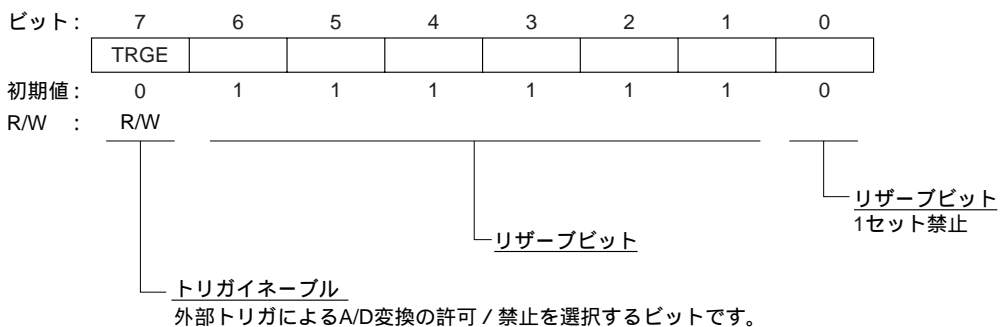 ビット: 7 6 5 4 3 2 1 0
TRGE
初期値: 0 1 1 1 1 1 1 0
R/W : R/W
リザーブビット
1セット禁止
リザーブビット
トリガイネーブル
外部トリガによるA/D変換の許可/禁止を選択するビットです。